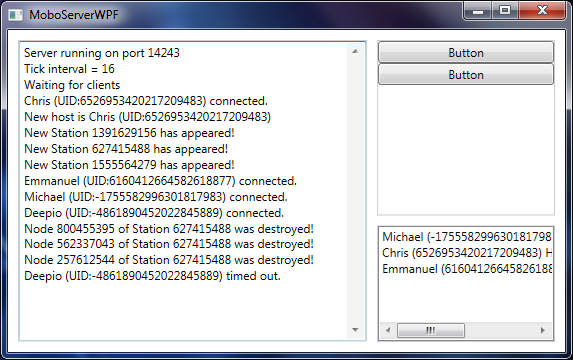 MoboServerWPF
Server running on port 14243
Tick interval = 16
Waiting for clients
Chris (UID:6526953420217209483) connected.
New host is Chris (UID:6526953420217209483)
New Station 1391629156 has appeared!
New Station 627415488 has appeared!
New Station 1555564279 has appeared!
Emmanuel (UID:6160412664582618877) connected.
Michael (UID:-1755582996301817983) connected.
Deepio (UID:-4861890452022845889) connected.
Node 800455395 of Station 627415488 was destroyed!
Node 562337043 of Station 627415488 was destroyed!
Node 257612544 of Station 627415488 was destroyed!
Deepio (UID:-4861890452022845889) timed out.
Button
Button
Michael (-175558299630181798
Chris (6526953420217209483) H
Emmanuel (61604126645826188